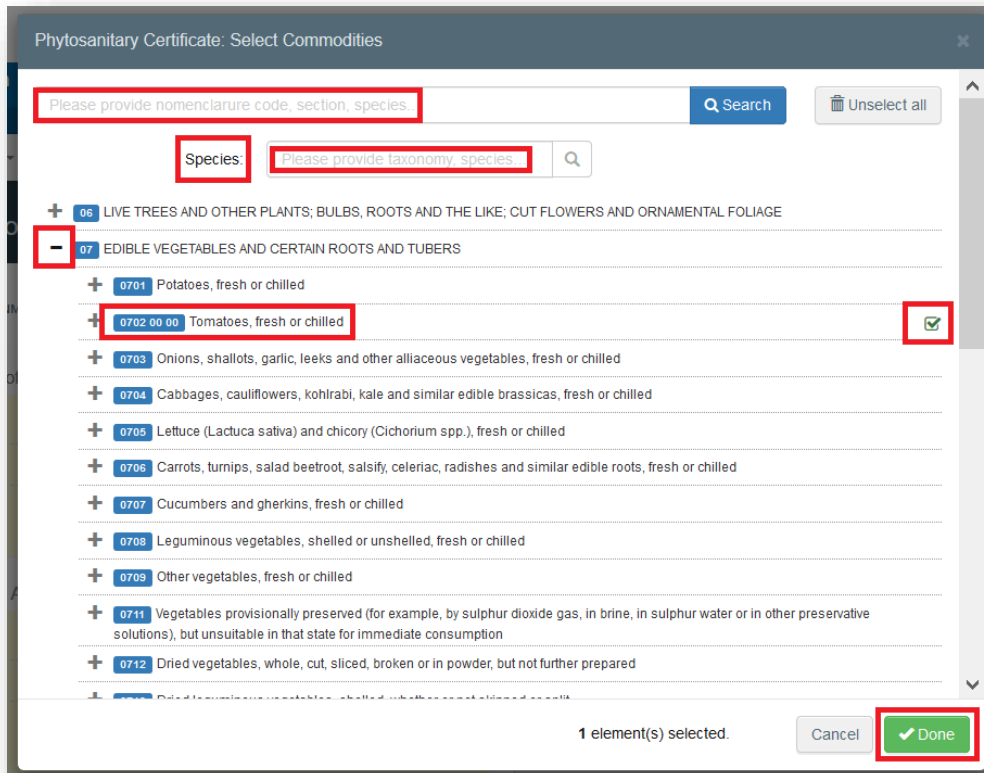 Phytosanitary Certificate: Select Commodities
Please provide nomenclarure code, section, species...
Search
Unselect all
Species:
Please provide taxonomy, species...
06 LIVE TREES AND OTHER PLANTS; BULBS, ROOTS AND THE LIKE; CUT FLOWERS AND ORNAMENTAL FOLIAGE
07 EDIBLE VEGETABLES AND CERTAIN ROOTS AND TUBERS
0701 Potatoes, fresh or chilled
0702 00 00 Tomatoes, fresh or chilled
0703 Onions, shallots, garlic, leeks and other alliaceous vegetables, fresh or chilled
0704 Cabbages, cauliflowers, kohlrabi, kale and similar edible brassicas, fresh or chilled
0705 Lettuce (Lactuca sativa) and chicory (Cichorium spp.), fresh or chilled
0706 Carrots, turnips, salad beetroot, salsify, celeriac, radishes and similar edible roots, fresh or chilled
0707 Cucumbers and gherkins, fresh or chilled
0708 Leguminous vegetables, shelled or unshelled, fresh or chilled
0709 Other vegetables, fresh or chilled
0711 Vegetables provisionally preserved (for example, by sulphur dioxide gas, in brine, in sulphur water or in other preservative
solutions), but unsuitable in that state for immediate consumption
0712 Dried vegetables, whole, cut, sliced, broken or in powder, but not further prepared
1 element(s) selected.
Cancel
Done